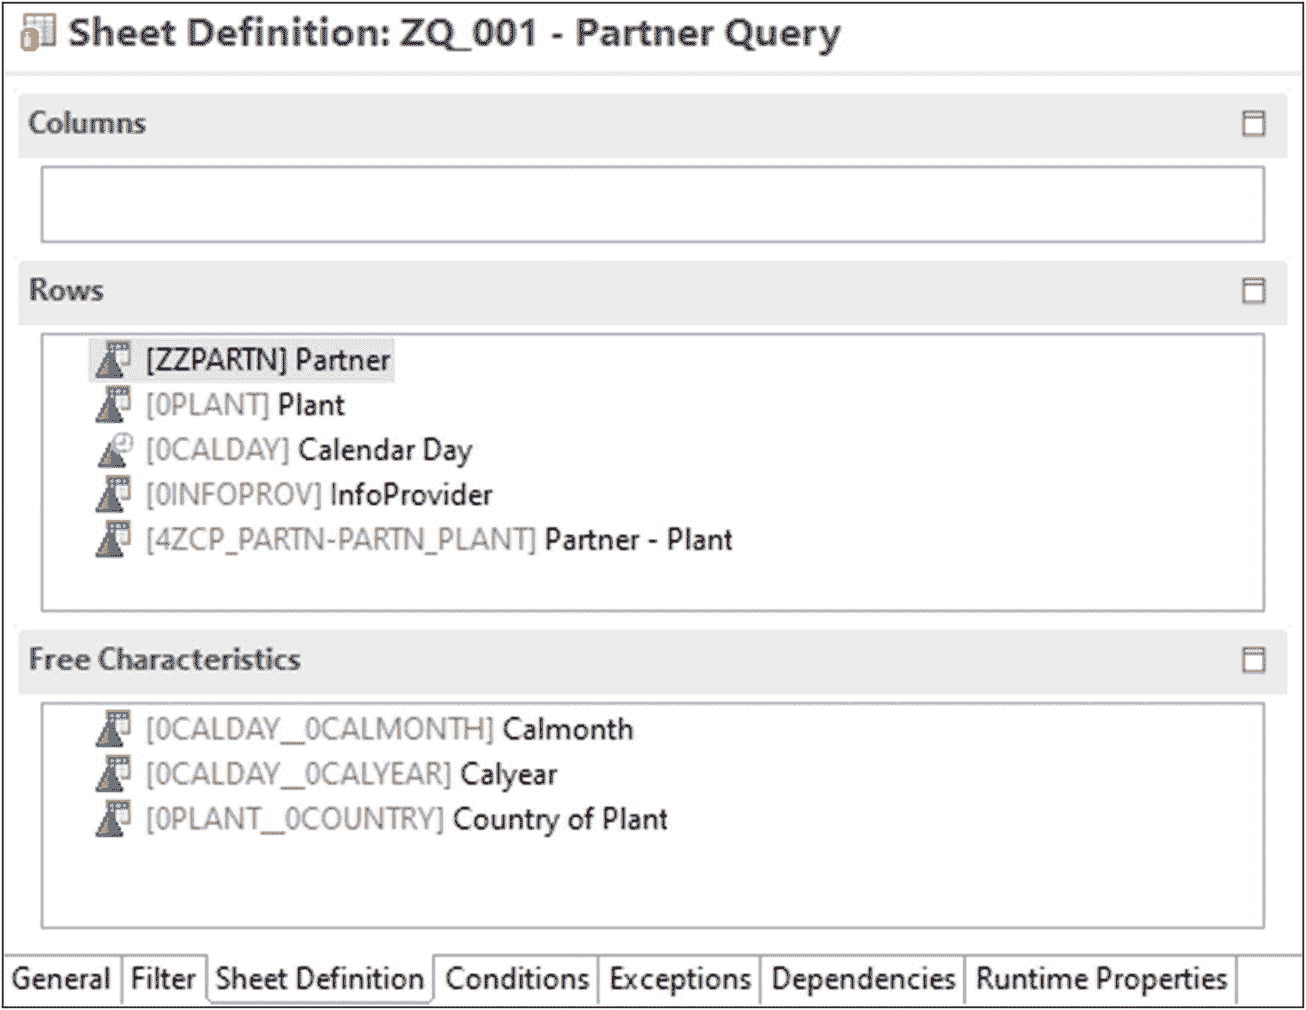 Sheet Definition: ZQ_001 - Partner Query
Columns
Rows
[ZZPARTN] Partner
[0PLANT] Plant
[0CALDAY] Calendar Day
[0INFOPROV] InfoProvider
[4ZCP_PARTN-PARTN_PLANT] Partner - Plant
Free Characteristics
[0CALDAY__0CALMONTH] Calmonth
[0CALDAY__0CALYEAR] Calyear
[0PLANT__0COUNTRY] Country of Plant
General Filter Sheet Definition Conditions Exceptions Dependencies Runtime Properties